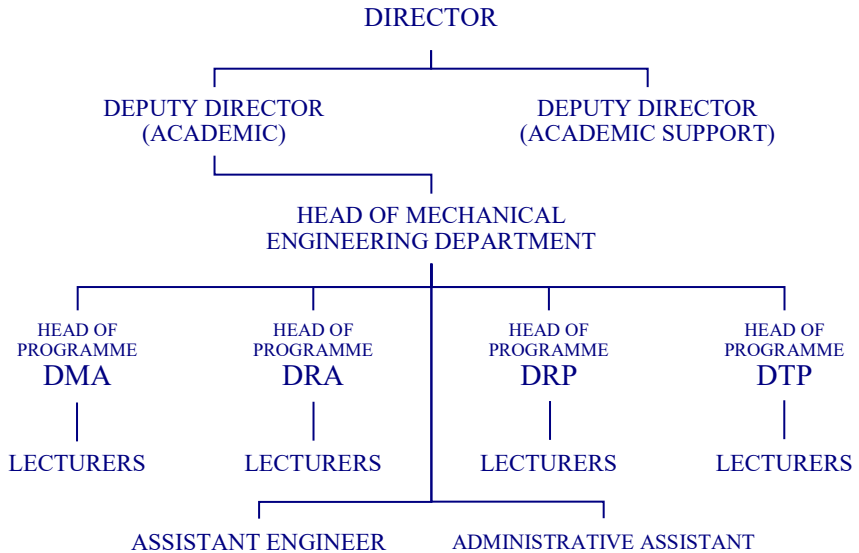 DIRECTOR
DEPUTY DIRECTOR
(ACADEMIC)
DEPUTY DIRECTOR
(ACADEMIC SUPPORT)
HEAD OF MECHANICAL
ENGINEERING DEPARTMENT
HEAD OF
PROGRAMME
DMA
HEAD OF
PROGRAMME
DRA
HEAD OF
PROGRAMME
DRP
HEAD OF
PROGRAMME
DTP
LECTURERS
LECTURERS
LECTURERS
LECTURERS
ASSISTANT ENGINEER
ADMINISTRATIVE ASSISTANT